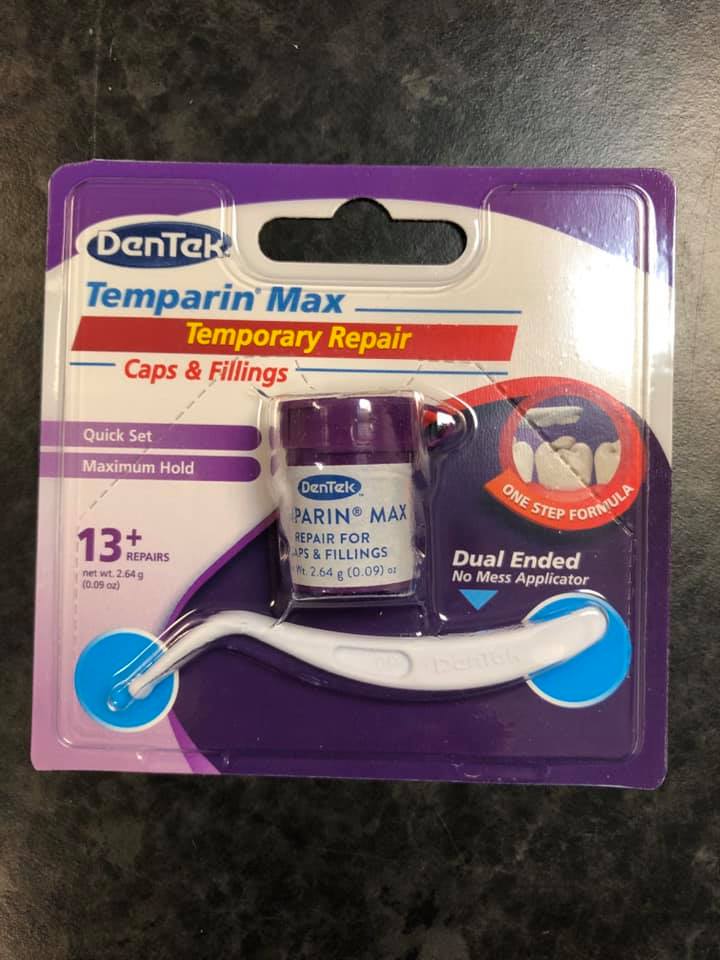 DenTek
Temparin® Max
Temporary Repair
Caps & Fillings
Quick Set
Maximum Hold
13+
REPAIRS
net wt. 2.64 g
(0.09 oz)
DenTek™
PARIN® MAX
REPAIR FOR
APS & FILLINGS
Wt. 2.64 g (0.09) oz
ONE STEP FORMULA
Dual Ended
No Mess Applicator
DenTek